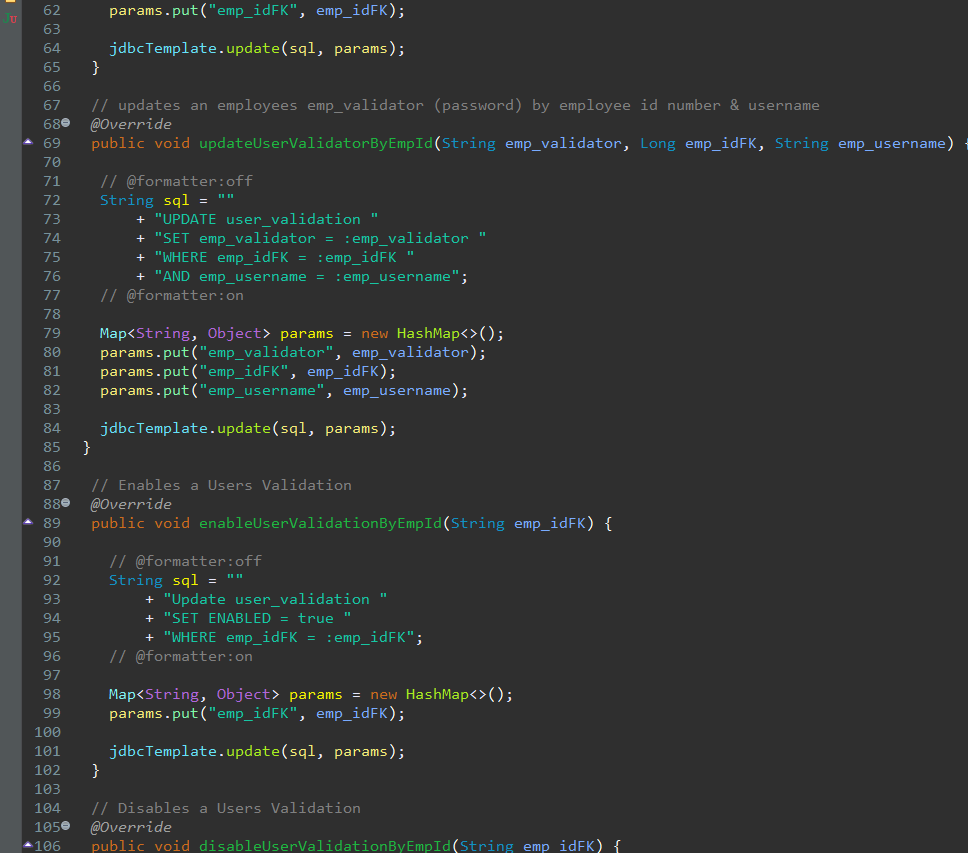 62 params.put("emp_idFK", emp_idFK);
63
64 jdbcTemplate.update(sql, params);
65 }
66
67 // updates an employees emp_validator (password) by employee id number & username
68 @Override
69 public void updateUserValidatorByEmpId(String emp_validator, Long emp_idFK, String emp_username) {
70
71 // @formatter:off
72 String sql = ""
73 + "UPDATE user_validation "
74 + "SET emp_validator = :emp_validator "
75 + "WHERE emp_idFK = :emp_idFK "
76 + "AND emp_username = :emp_username";
77 // @formatter:on
78
79 Map<String, Object> params = new HashMap<>();
80 params.put("emp_validator", emp_validator);
81 params.put("emp_idFK", emp_idFK);
82 params.put("emp_username", emp_username);
83
84 jdbcTemplate.update(sql, params);
85 }
86
87 // Enables a Users Validation
88 @Override
89 public void enableUserValidationByEmpId(String emp_idFK) {
90
91 // @formatter:off
92 String sql = ""
93 + "Update user_validation "
94 + "SET ENABLED = true "
95 + "WHERE emp_idFK = :emp_idFK";
96 // @formatter:on
97
98 Map<String, Object> params = new HashMap<>();
99 params.put("emp_idFK", emp_idFK);
100
101 jdbcTemplate.update(sql, params);
102 }
103
104 // Disables a Users Validation
105 @Override
106 public void disableUserValidationByEmpId(String emp_idFK) {